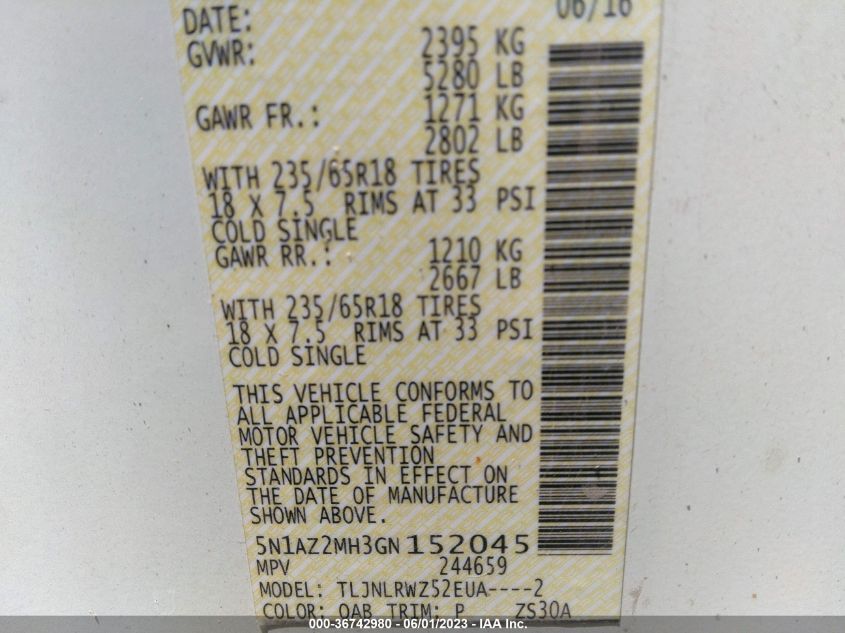 DATE: 06/16
GVWR: 2395 KG
5280 LB
GAWR FR.: 1271 KG
2802 LB
WITH 235/65R18 TIRES
18 X 7.5 RIMS AT 33 PSI
COLD SINGLE
GAWR RR.: 1210 KG
2667 LB
WITH 235/65R18 TIRES
18 X 7.5 RIMS AT 33 PSI
COLD SINGLE
THIS VEHICLE CONFORMS TO
ALL APPLICABLE FEDERAL
MOTOR VEHICLE SAFETY AND
THEFT PREVENTION
STANDARDS IN EFFECT ON
THE DATE OF MANUFACTURE
SHOWN ABOVE.
5N1AZ2MH3GN152045
MPV 244659
MODEL: TLJNLRWZ52EUA----2
COLOR: QAB TRIM: P ZS30A
000-36742980 - 06/01/2023 - IAA Inc.